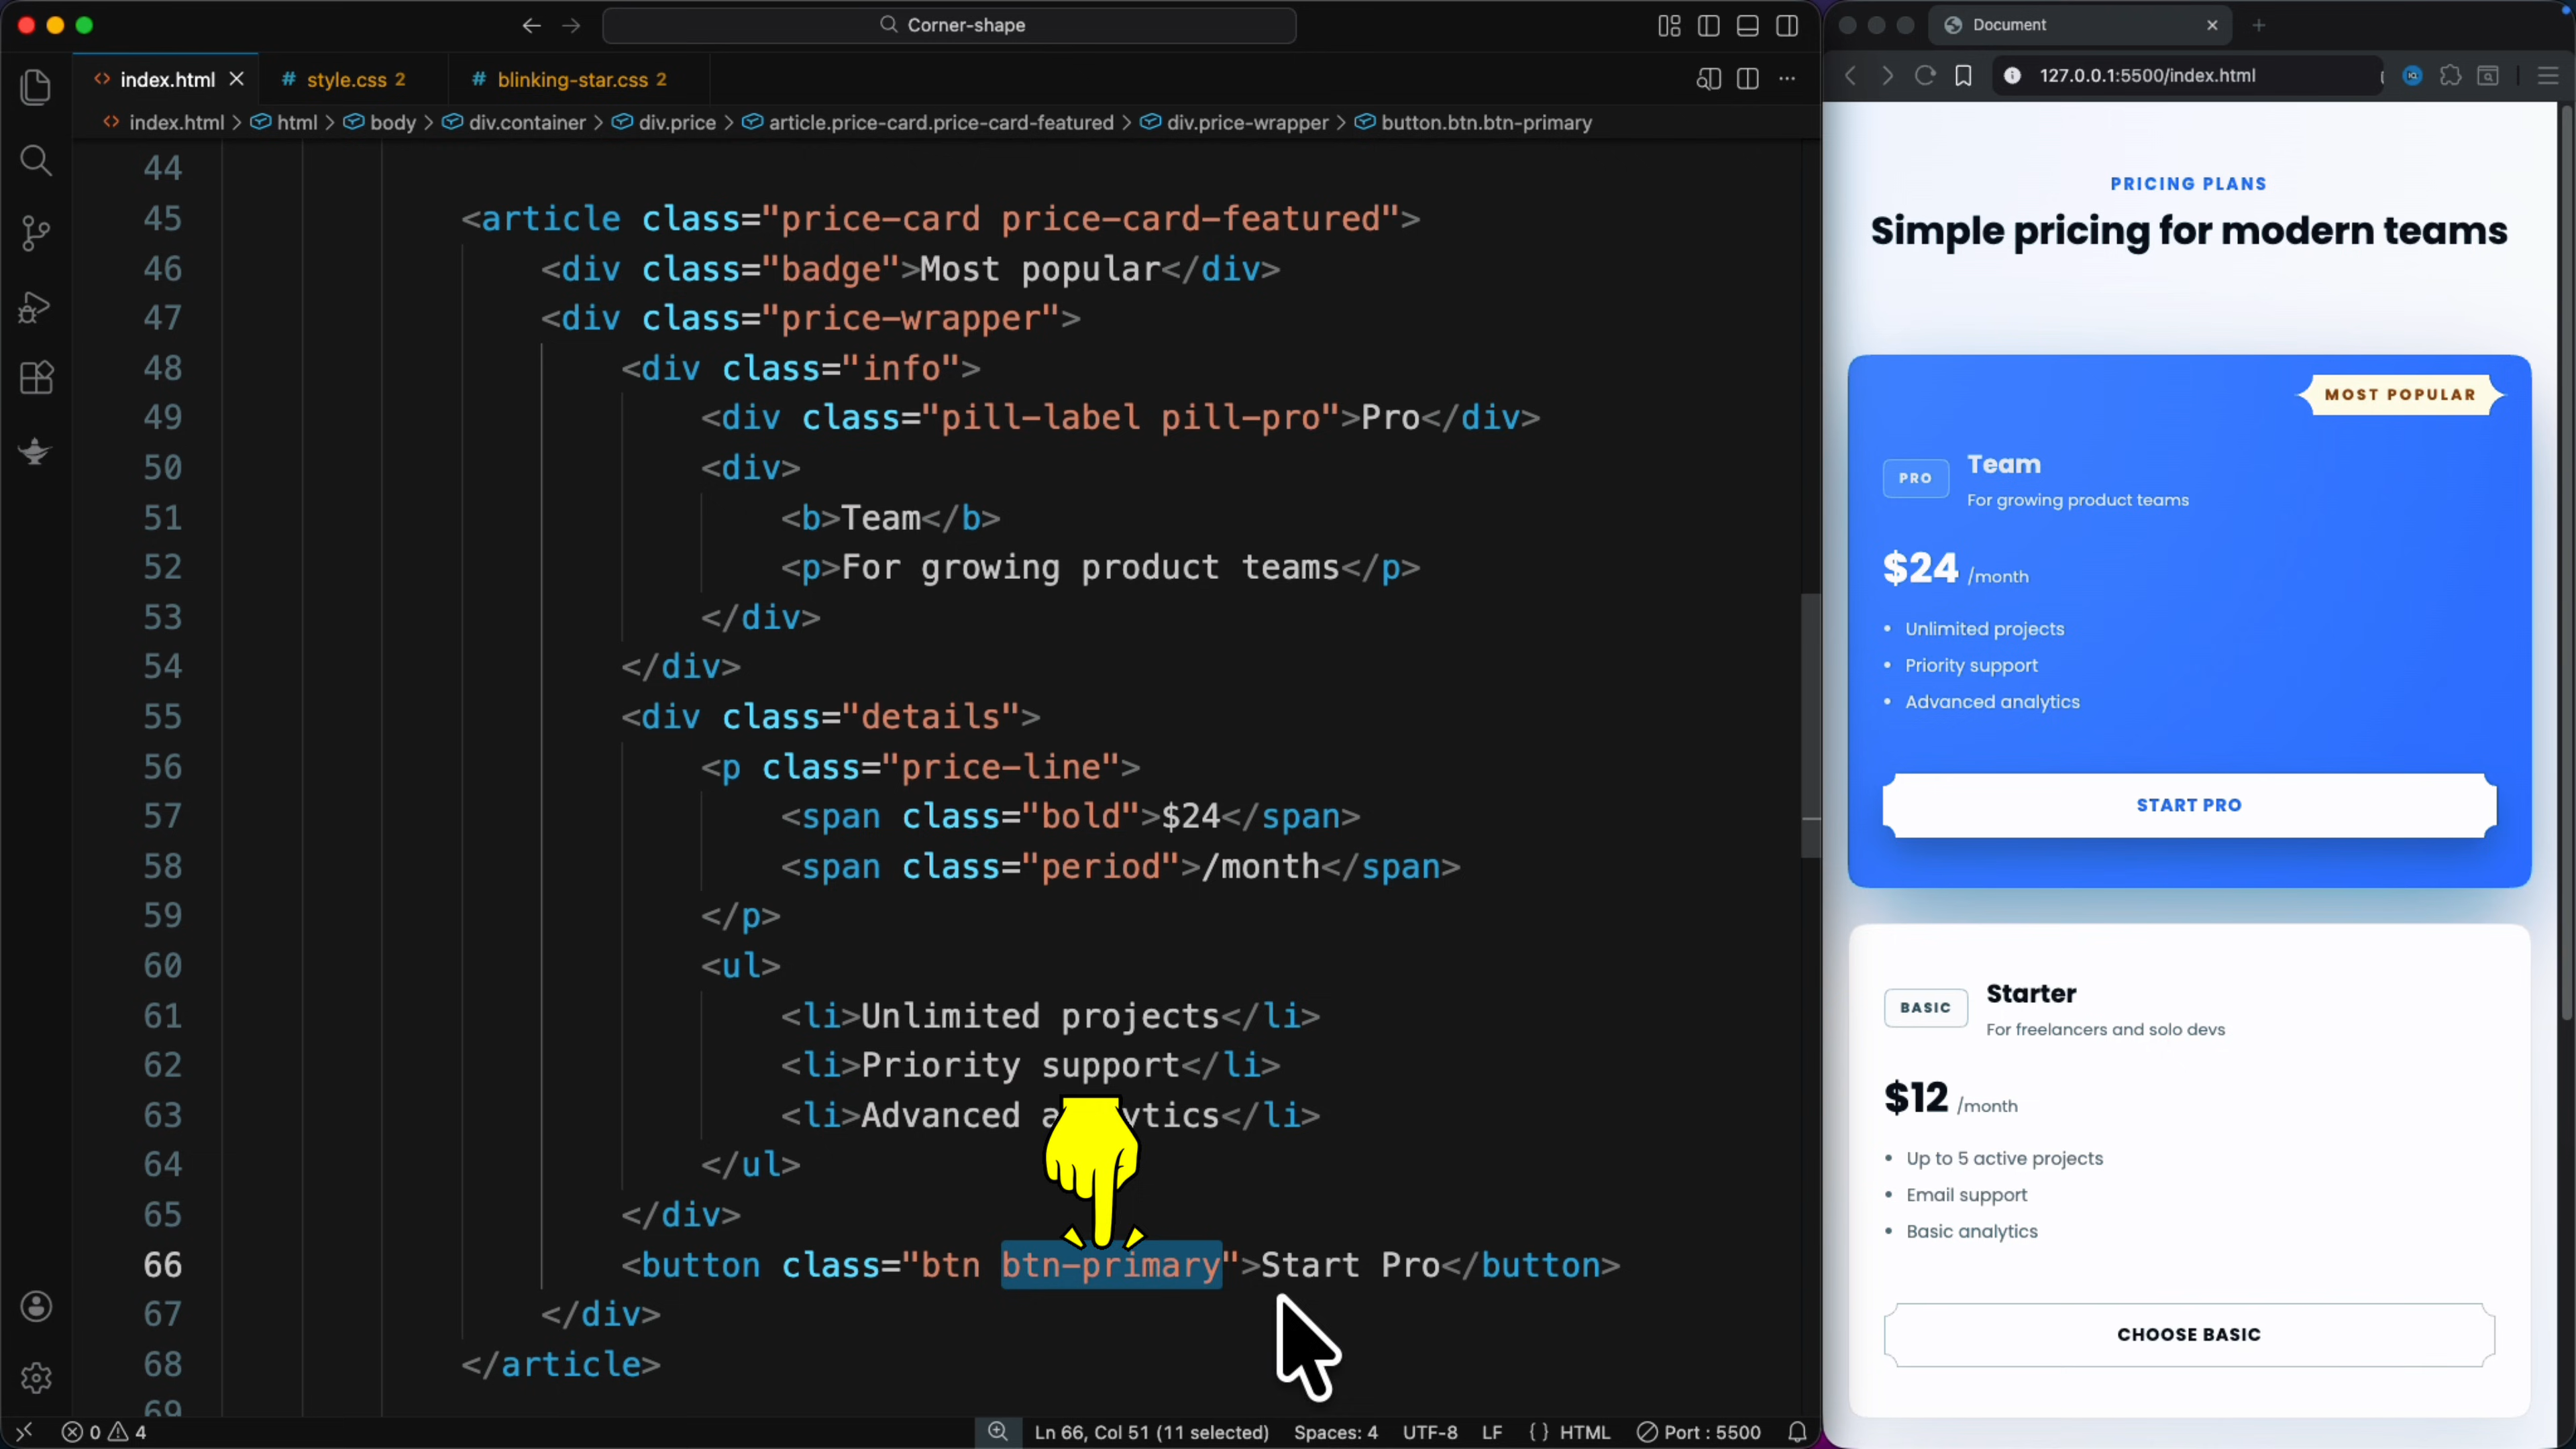 Corner-shape
index.html
# style.css 2
# blinking-star.css 2
index.html > html > body > div.container > div.price > article.price-card.price-card-featured > div.price-wrapper > button.btn.btn-primary
44
45 <article class="price-card price-card-featured">
46 <div class="badge">Most popular</div>
47 <div class="price-wrapper">
48 <div class="info">
49 <div class="pill-label pill-pro">Pro</div>
50 <div>
51 <b>Team</b>
52 <p>For growing product teams</p>
53 </div>
54 </div>
55 <div class="details">
56 <p class="price-line">
57 <span class="bold">$24</span>
58 <span class="period">/month</span>
59 </p>
60 <ul>
61 <li>Unlimited projects</li>
62 <li>Priority support</li>
63 <li>Advanced a ytics</li>
64 </ul>
65 </div>
66 <button class="btn btn-primary">Start Pro</button>
67 </div>
68 </article>
69
0 4
Ln 66, Col 51 (11 selected) Spaces: 4 UTF-8 LF {} HTML Port : 5500
Document
127.0.0.1:5500/index.html
PRICING PLANS
Simple pricing for modern teams
MOST POPULAR
PRO
Team
For growing product teams
$24 /month
• Unlimited projects
• Priority support
• Advanced analytics
START PRO
BASIC
Starter
For freelancers and solo devs
$12 /month
• Up to 5 active projects
• Email support
• Basic analytics
CHOOSE BASIC